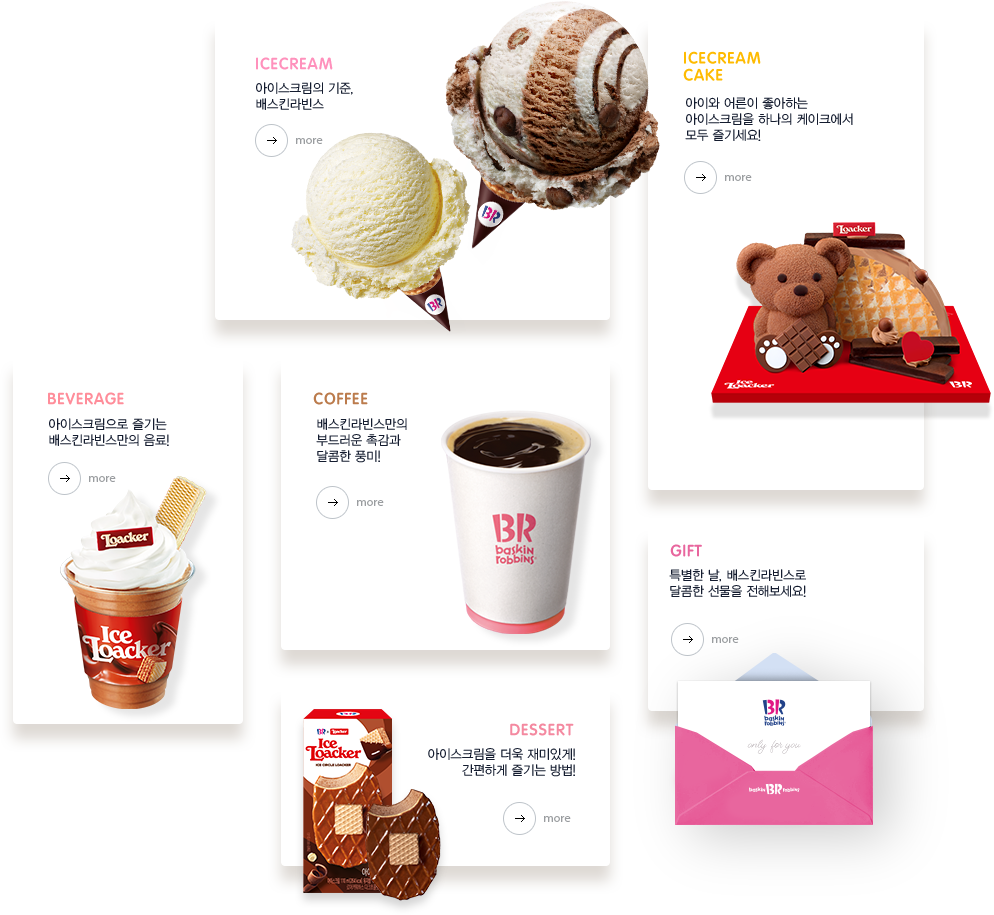 ICECREAM
아이스크림의 기준,
배스킨라빈스
more
BR
BR
ICECREAM
CAKE
아이와 어른이 좋아하는
아이스크림을 하나의 케이크에서
모두 즐기세요!
more
Loacker
Ice
Loacker
BR
BEVERAGE
아이스크림으로 즐기는
배스킨라빈스만의 음료!
more
Loacker
Ice
Loacker
COFFEE
배스킨라빈스만의
부드러운 촉감과
달콤한 풍미!
more
BR
baskin
robbins
GIFT
특별한 날, 배스킨라빈스로
달콤한 선물을 전해보세요!
more
BR
baskin
robbins
only for you
baskin BR robbins
DESSERT
아이스크림을 더욱 재미있게!
간편하게 즐기는 방법!
more
BR Loacker
Ice
Loacker
ICE CIRCLE LOACKER